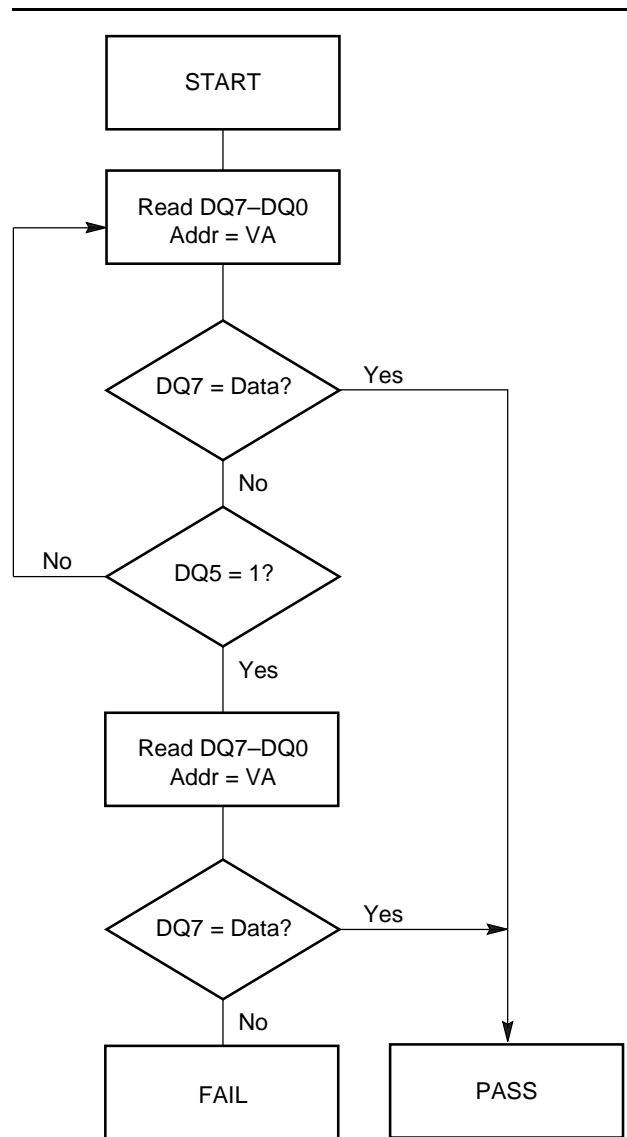 START
Read DQ7–DQ0
Addr = VA
DQ7 = Data?
Yes
No
No
DQ5 = 1?
Yes
Read DQ7–DQ0
Addr = VA
DQ7 = Data?
Yes
No
FAIL
PASS